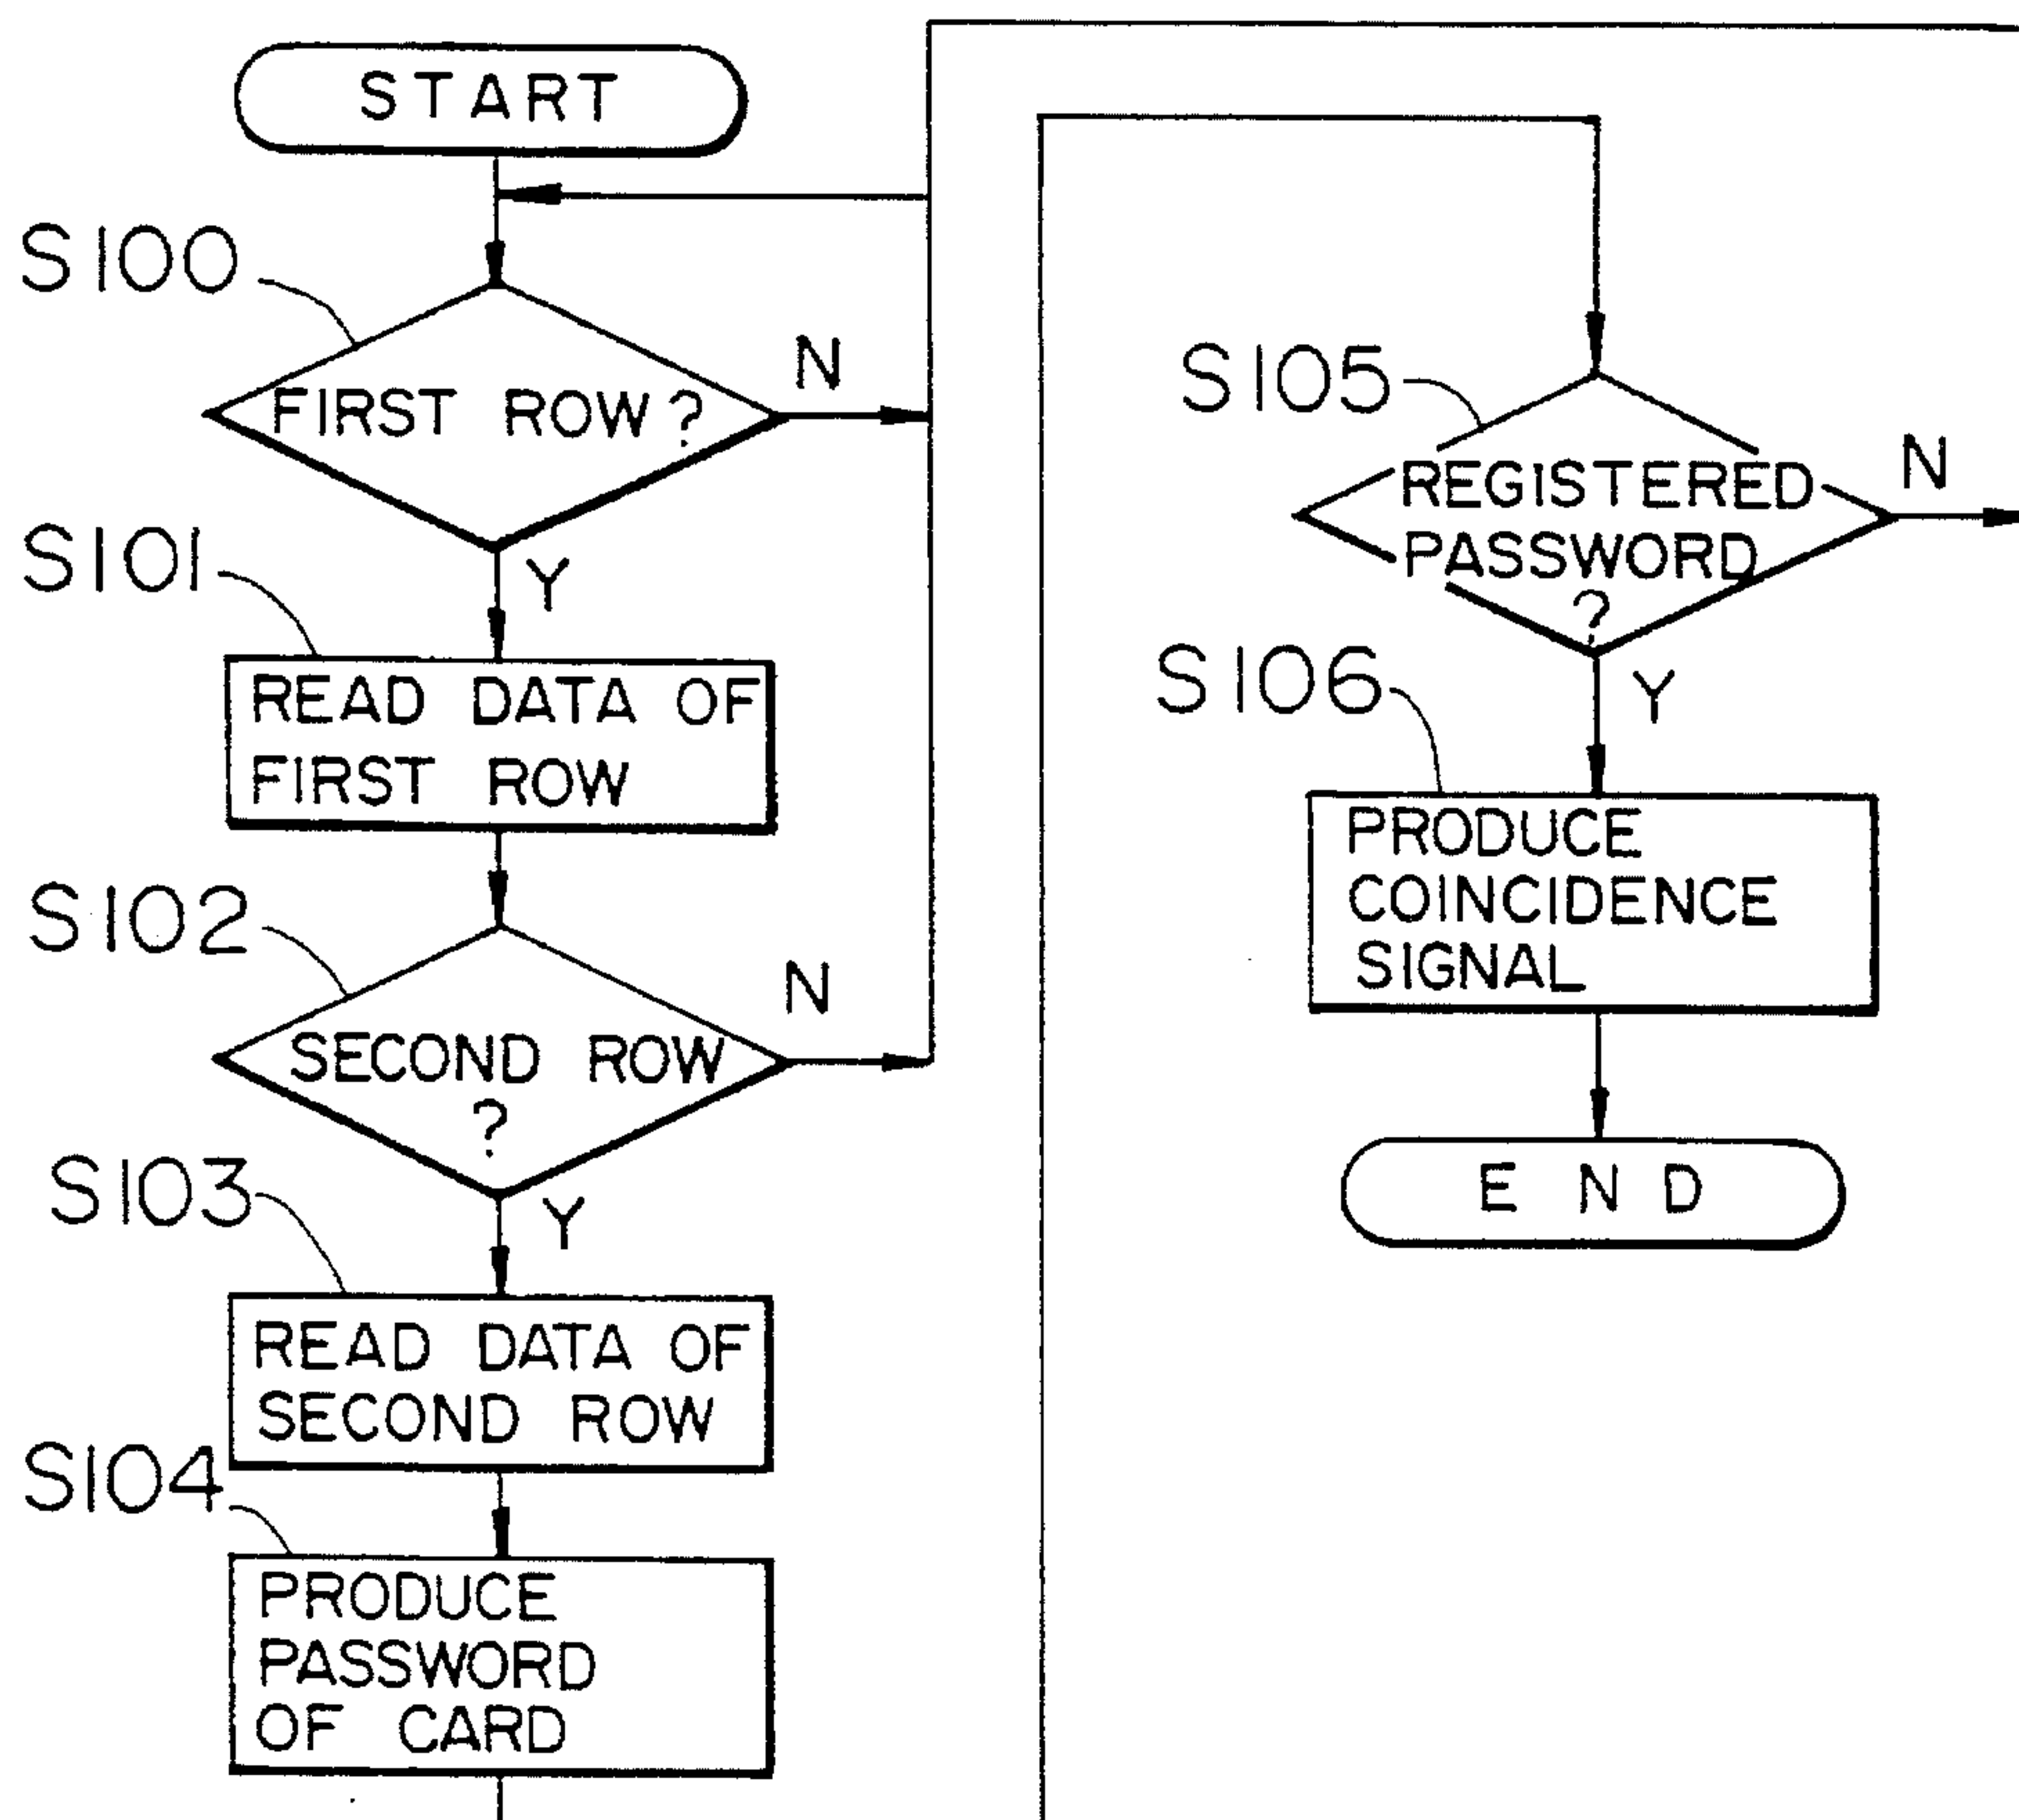 START
S100
FIRST ROW?
N
S101
Y
READ DATA OF
FIRST ROW
S102
SECOND ROW
?
N
S103
Y
READ DATA OF
SECOND ROW
S104
PRODUCE
PASSWORD
OF CARD
S105
REGISTERED
PASSWORD
?
N
S106
Y
PRODUCE
COINCIDENCE
SIGNAL
END